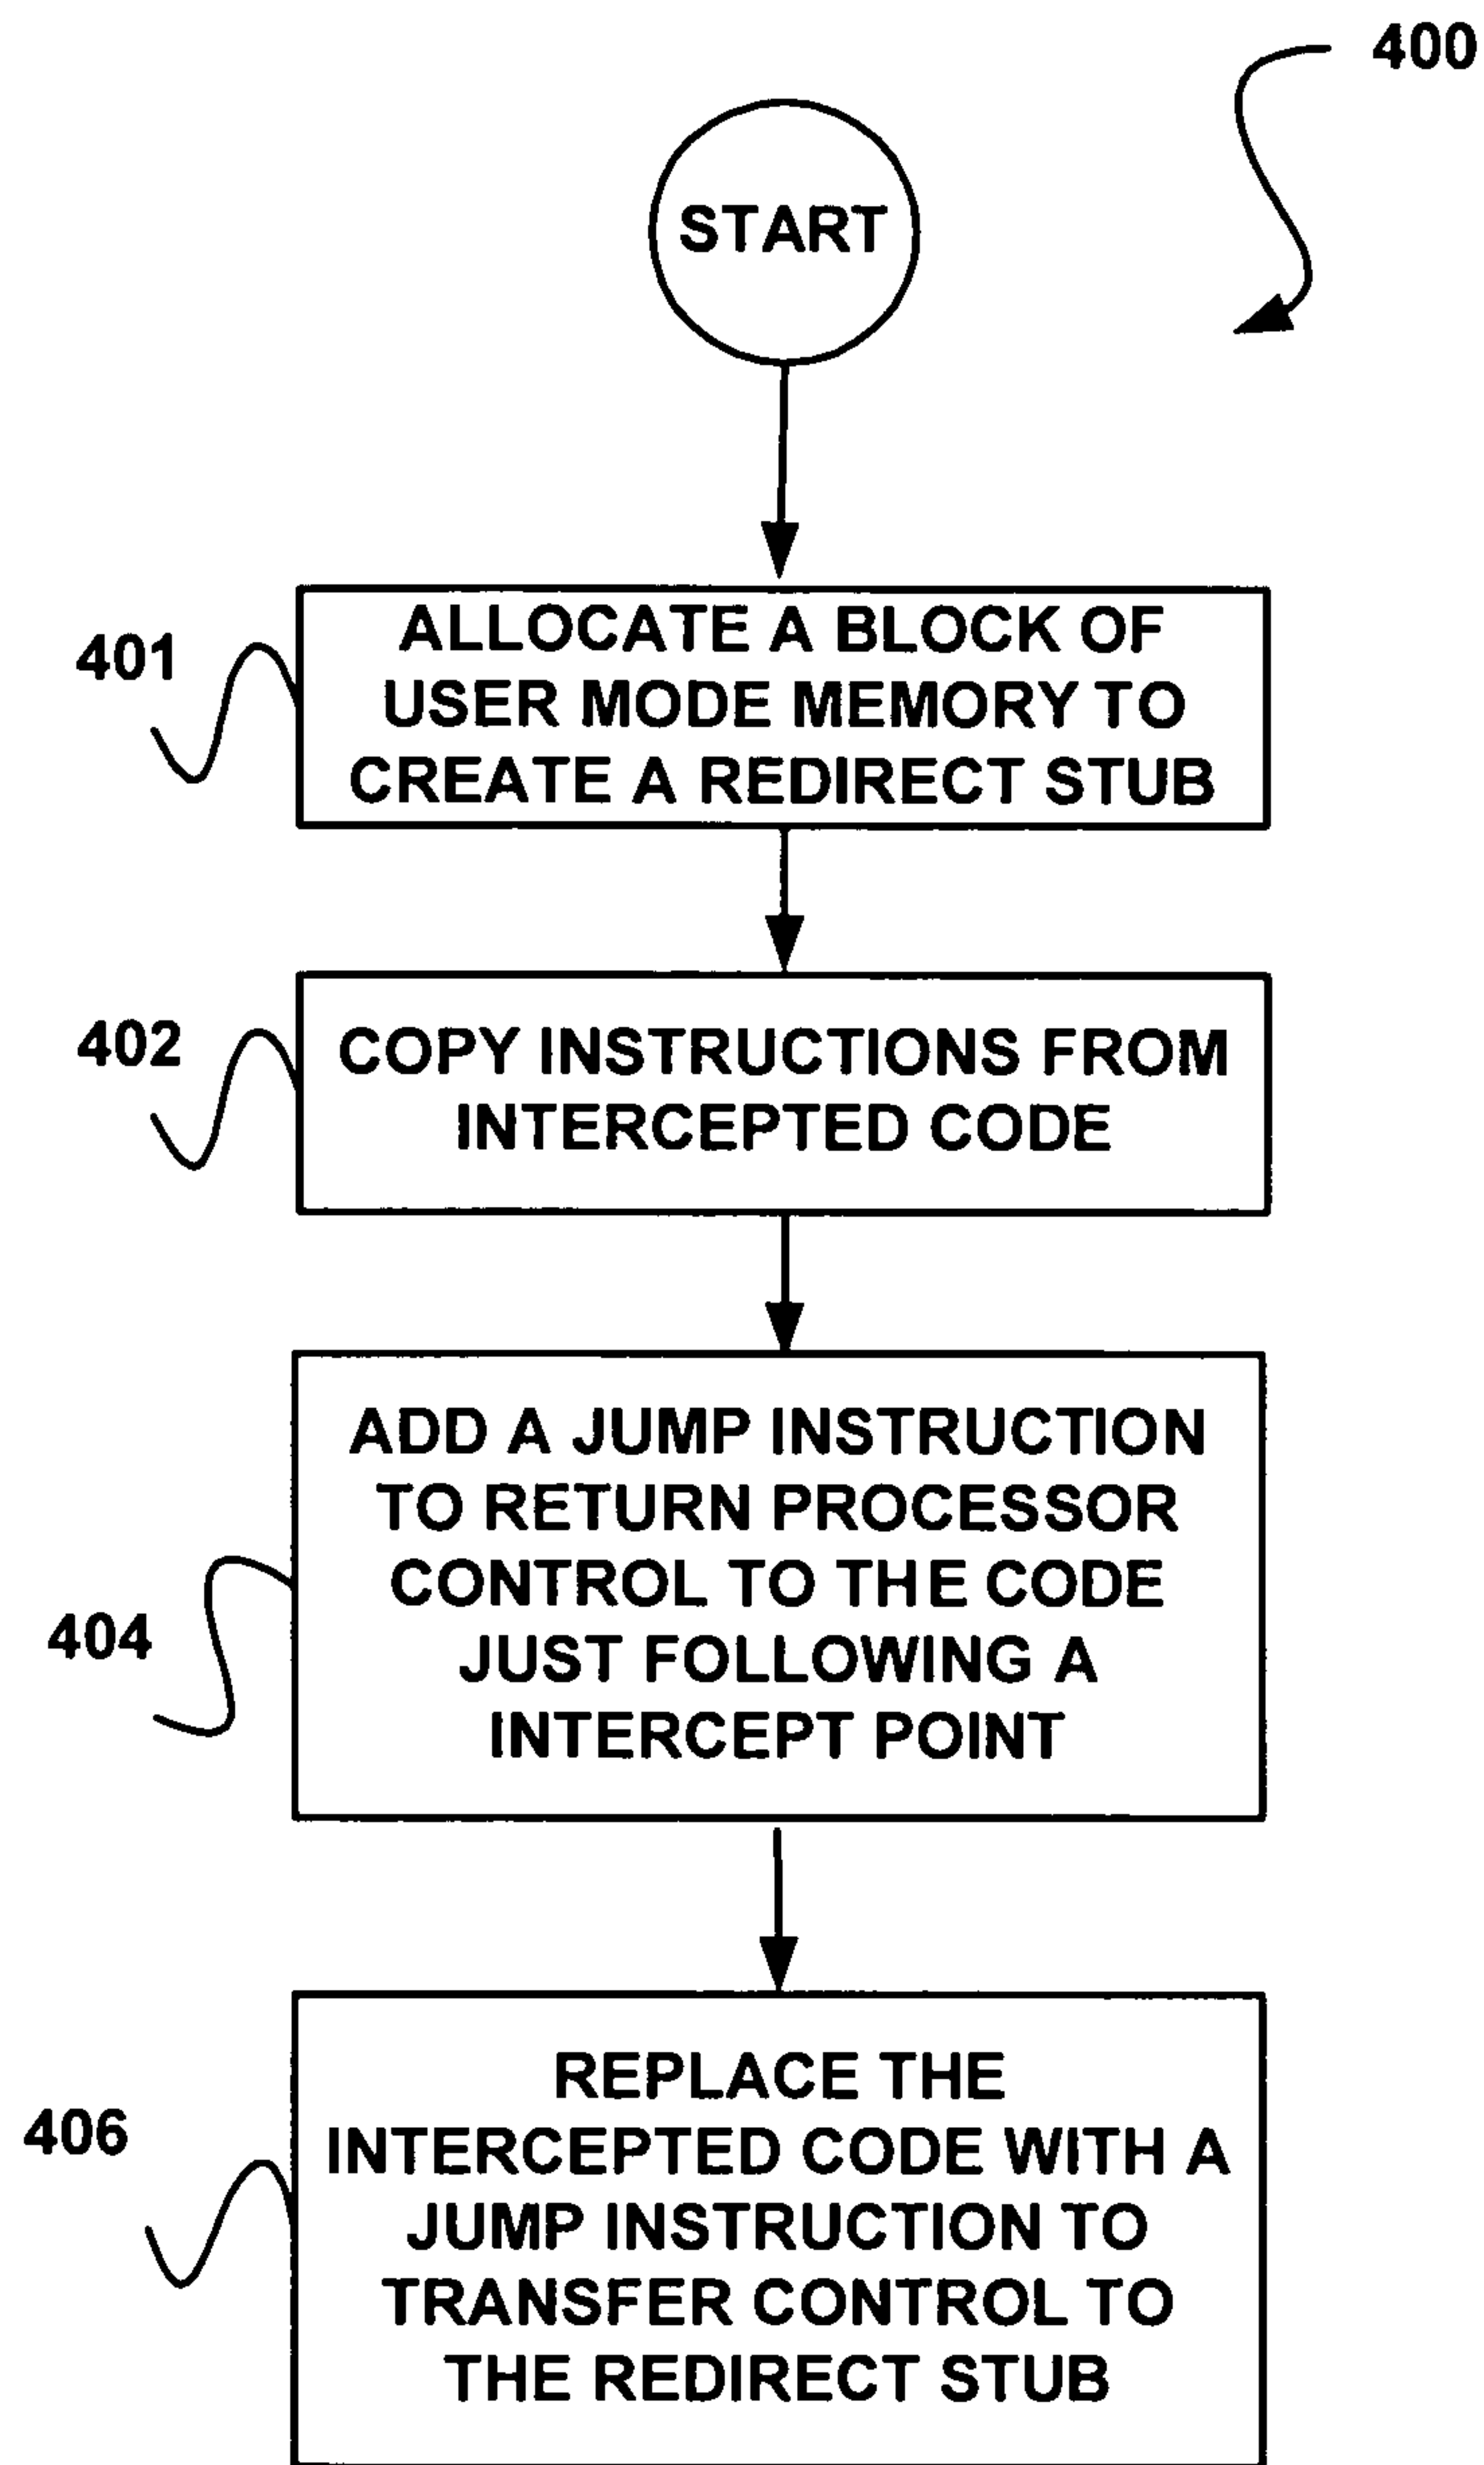 400
START
401
ALLOCATE A BLOCK OF
USER MODE MEMORY TO
CREATE A REDIRECT STUB
402
COPY INSTRUCTIONS FROM
INTERCEPTED CODE
404
ADD A JUMP INSTRUCTION
TO RETURN PROCESSOR
CONTROL TO THE CODE
JUST FOLLOWING A
INTERCEPT POINT
406
REPLACE THE
INTERCEPTED CODE WITH A
JUMP INSTRUCTION TO
TRANSFER CONTROL TO
THE REDIRECT STUB